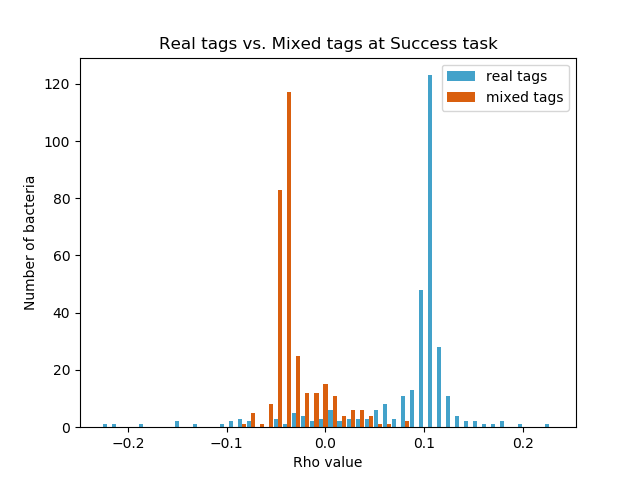 Real tags vs. Mixed tags at Success task
real tags
mixed tags
120
100
80
60
40
20
0
Number of bacteria
−0.2 −0.1 0.0 0.1 0.2
Rho value